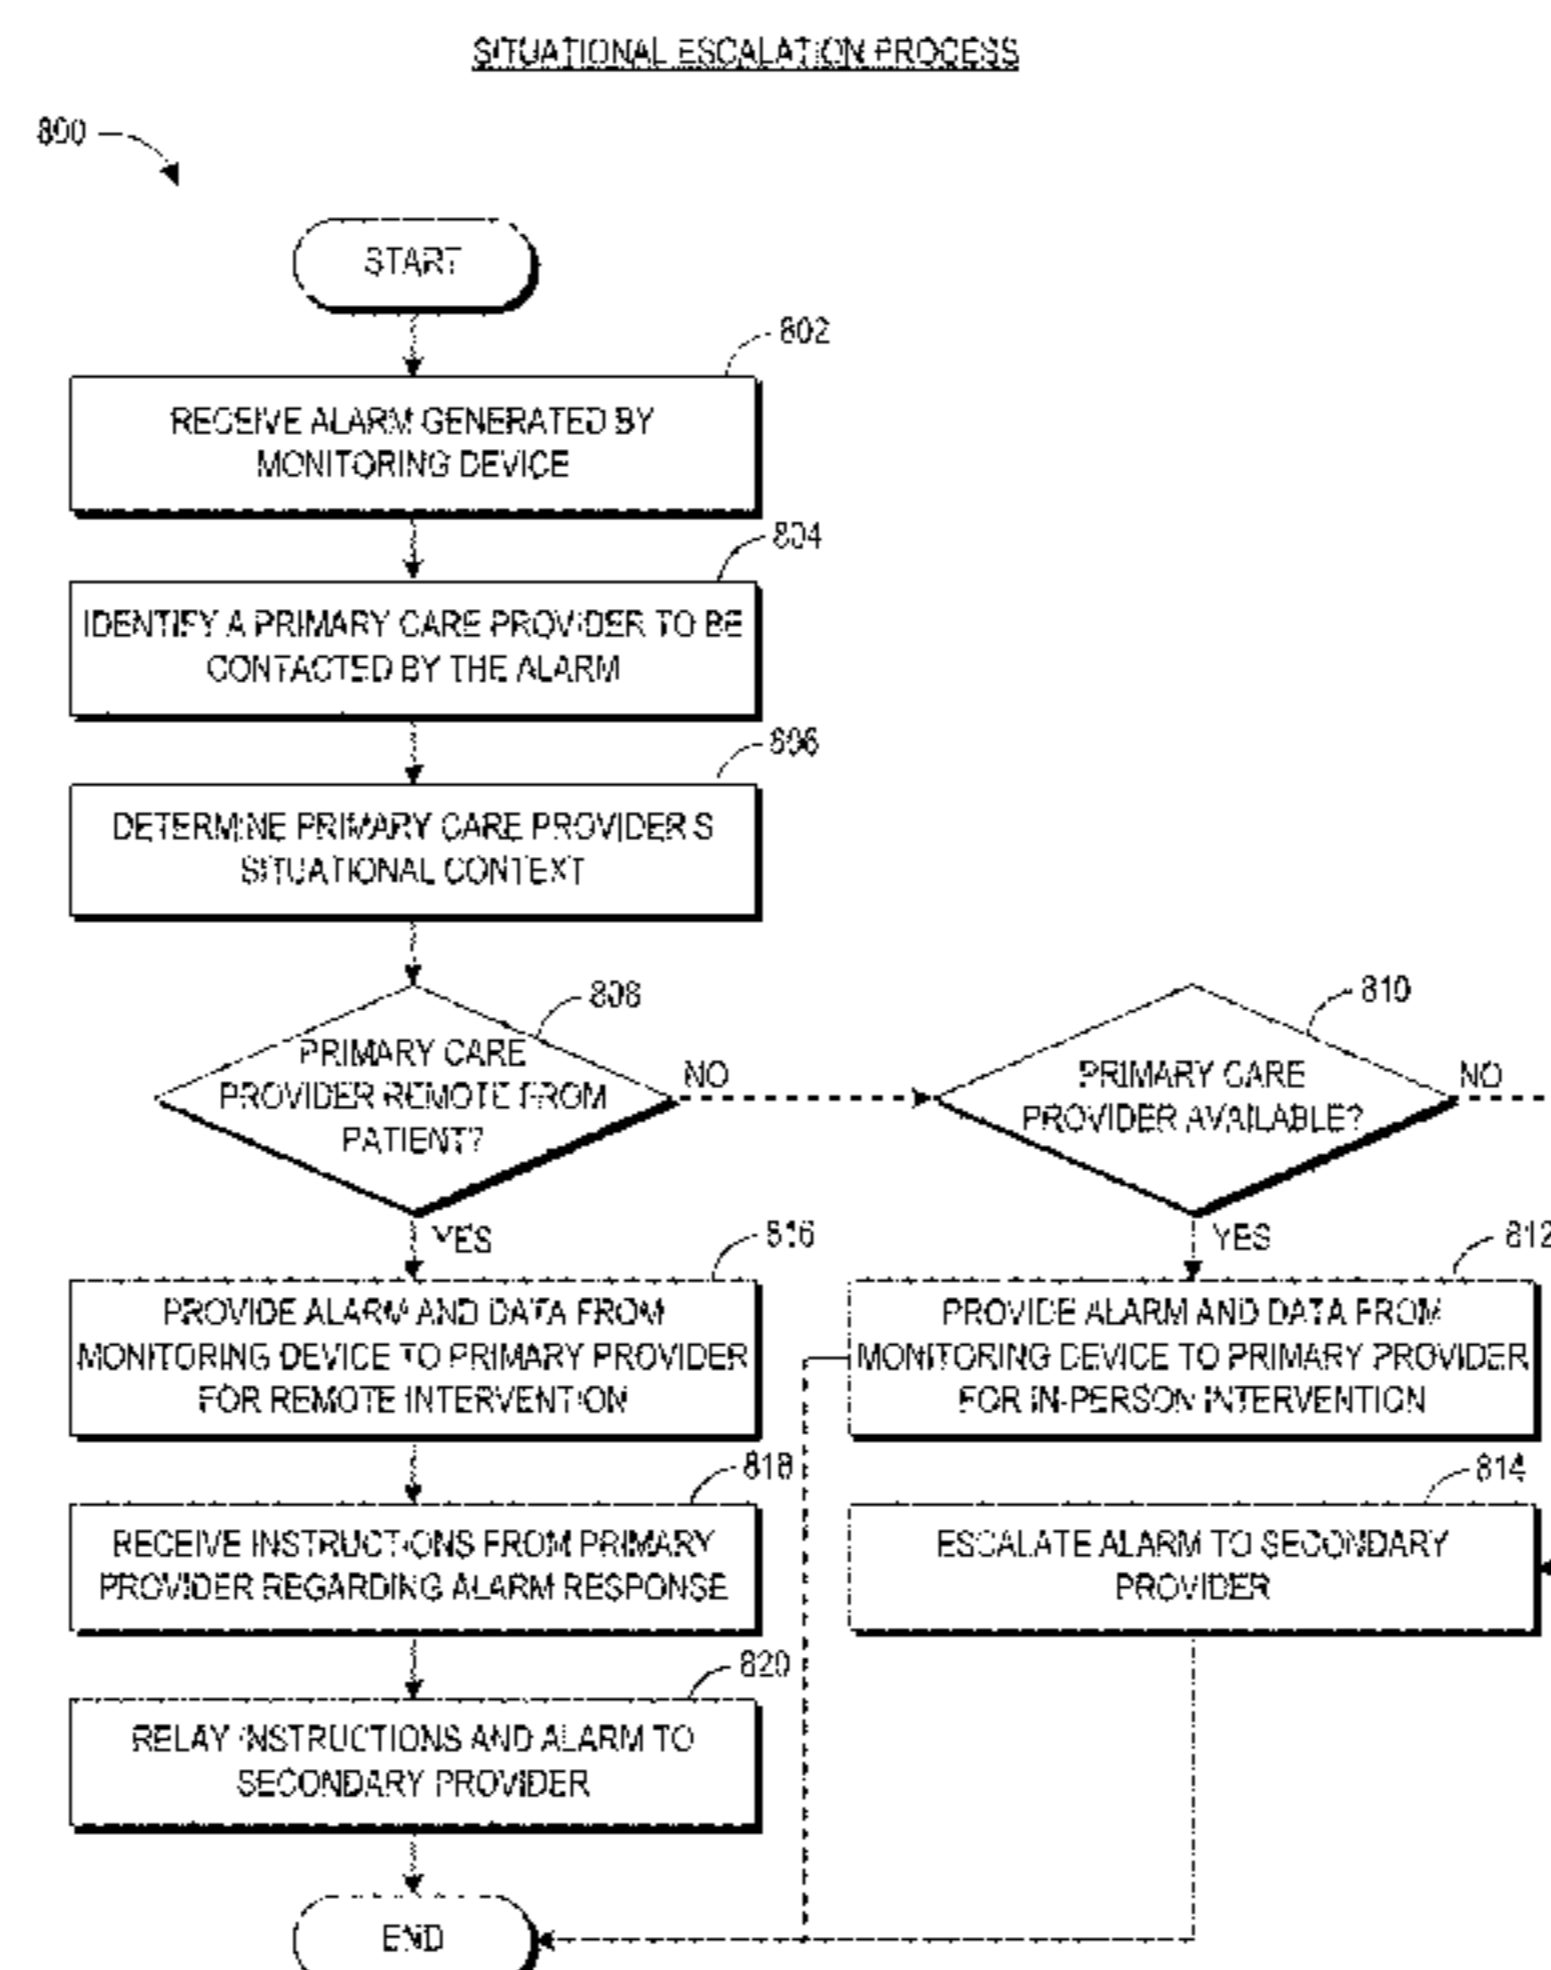 SITUATIONAL ESCALATION PROCESS
800
START
802
RECEIVE ALARM GENERATED BY
MONITORING DEVICE
804
IDENTIFY A PRIMARY CARE PROVIDER TO BE
CONTACTED BY THE ALARM
806
DETERMINE PRIMARY CARE PROVIDER'S
SITUATIONAL CONTEXT
808
PRIMARY CARE
PROVIDER REMOTE FROM
PATIENT?
NO
YES
810
PRIMARY CARE
PROVIDER AVAILABLE?
NO
YES
816
PROVIDE ALARM AND DATA FROM
MONITORING DEVICE TO PRIMARY PROVIDER
FOR REMOTE INTERVENTION
812
PROVIDE ALARM AND DATA FROM
MONITORING DEVICE TO PRIMARY PROVIDER
FOR IN-PERSON INTERVENTION
818
RECEIVE INSTRUCTIONS FROM PRIMARY
PROVIDER REGARDING ALARM RESPONSE
814
ESCALATE ALARM TO SECONDARY
PROVIDER
820
RELAY INSTRUCTIONS AND ALARM TO
SECONDARY PROVIDER
END